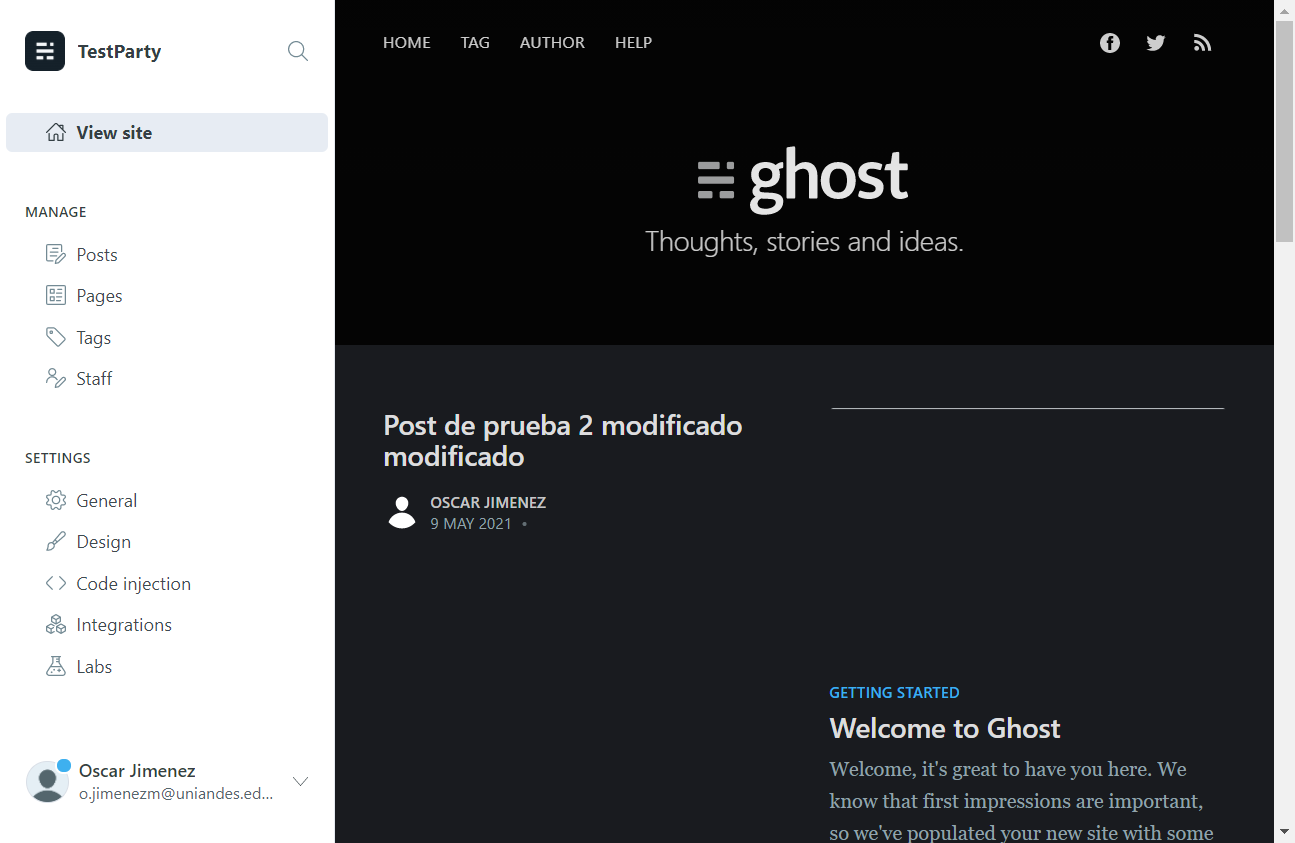 TestParty
View site
MANAGE
Posts
Pages
Tags
Staff
SETTINGS
General
Design
Code injection
Integrations
Labs
Oscar Jimenez
o.jimenezm@uniandes.ed...
HOME TAG AUTHOR HELP
ghost
Thoughts, stories and ideas.
Post de prueba 2 modificado
modificado
OSCAR JIMENEZ
9 MAY 2021 •
GETTING STARTED
Welcome to Ghost
Welcome, it's great to have you here. We
know that first impressions are important,
so we've populated your new site with some